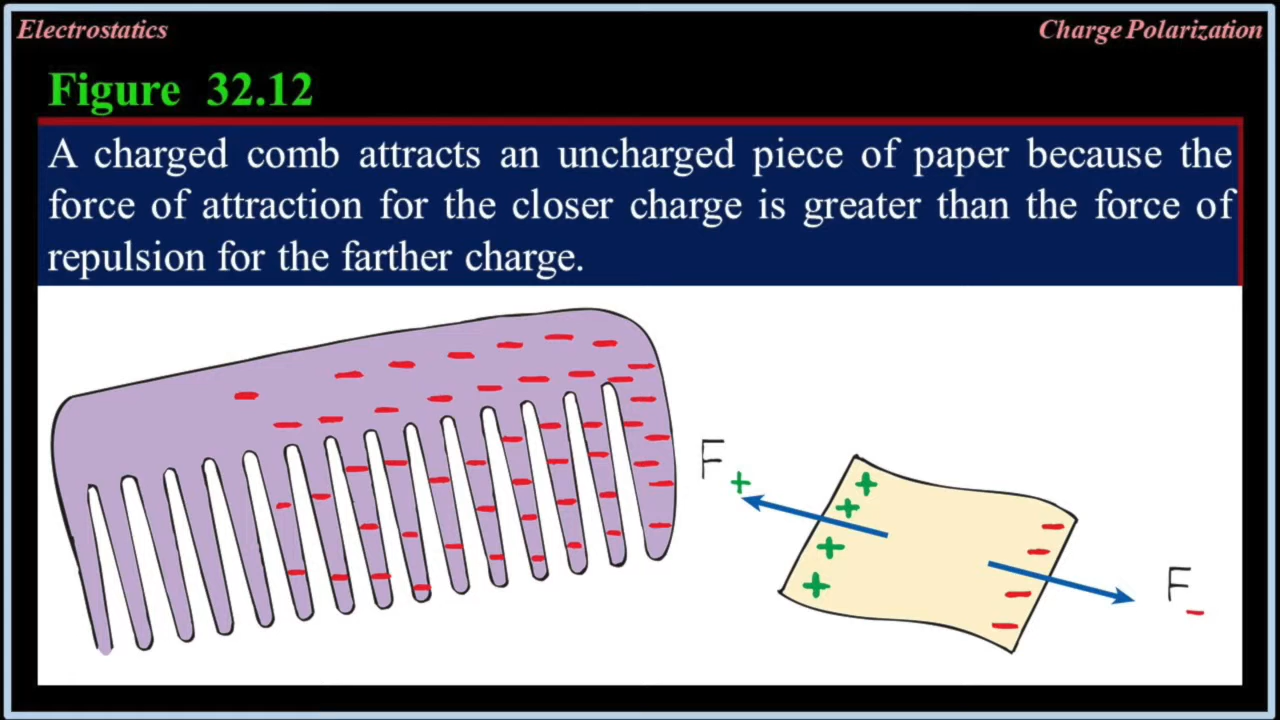 Electrostatics
Charge Polarization
Figure 32.12
A charged comb attracts an uncharged piece of paper because the
force of attraction for the closer charge is greater than the force of
repulsion for the farther charge.
F+
F−